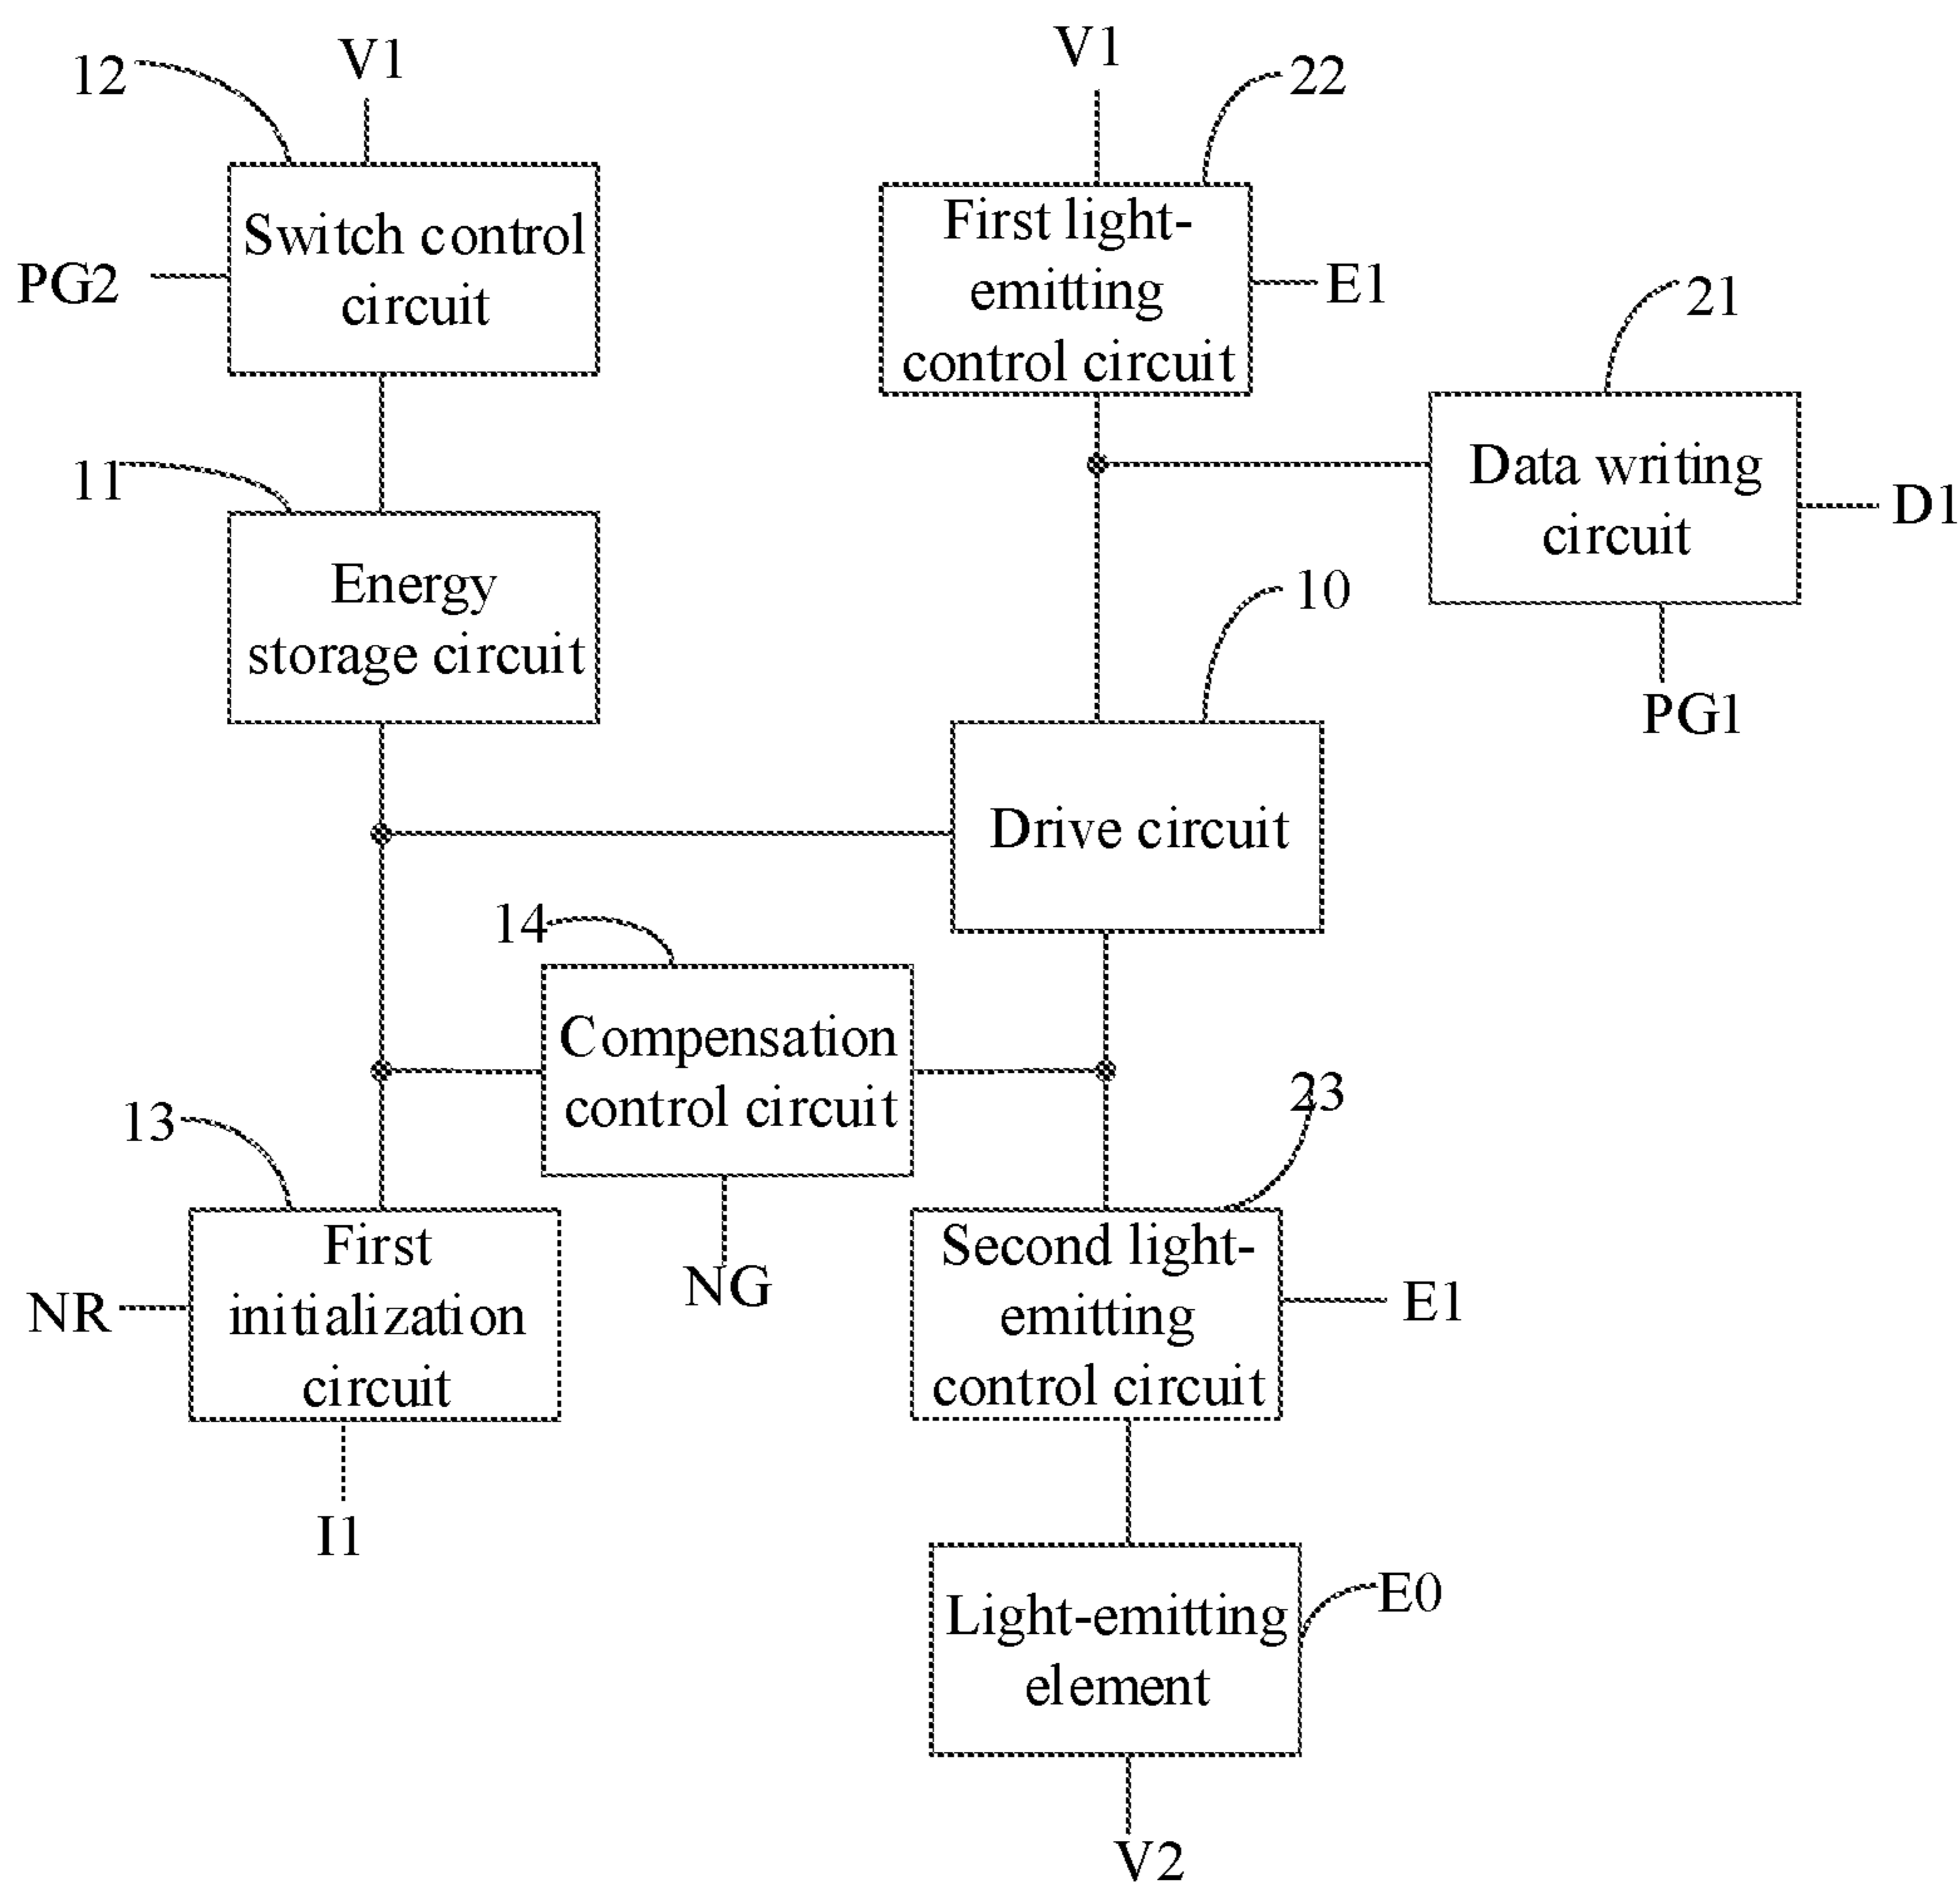 12
V1
V1
22
Switch control
circuit
PG2
First light-
emitting
control circuit
E1
21
11
Data writing
circuit
D1
Energy
storage circuit
10
PG1
Drive circuit
14
Compensation
control circuit
23
13
NG
First
initialization
circuit
NR
Second light-
emitting
control circuit
E1
I1
Light-emitting
element
E0
V2